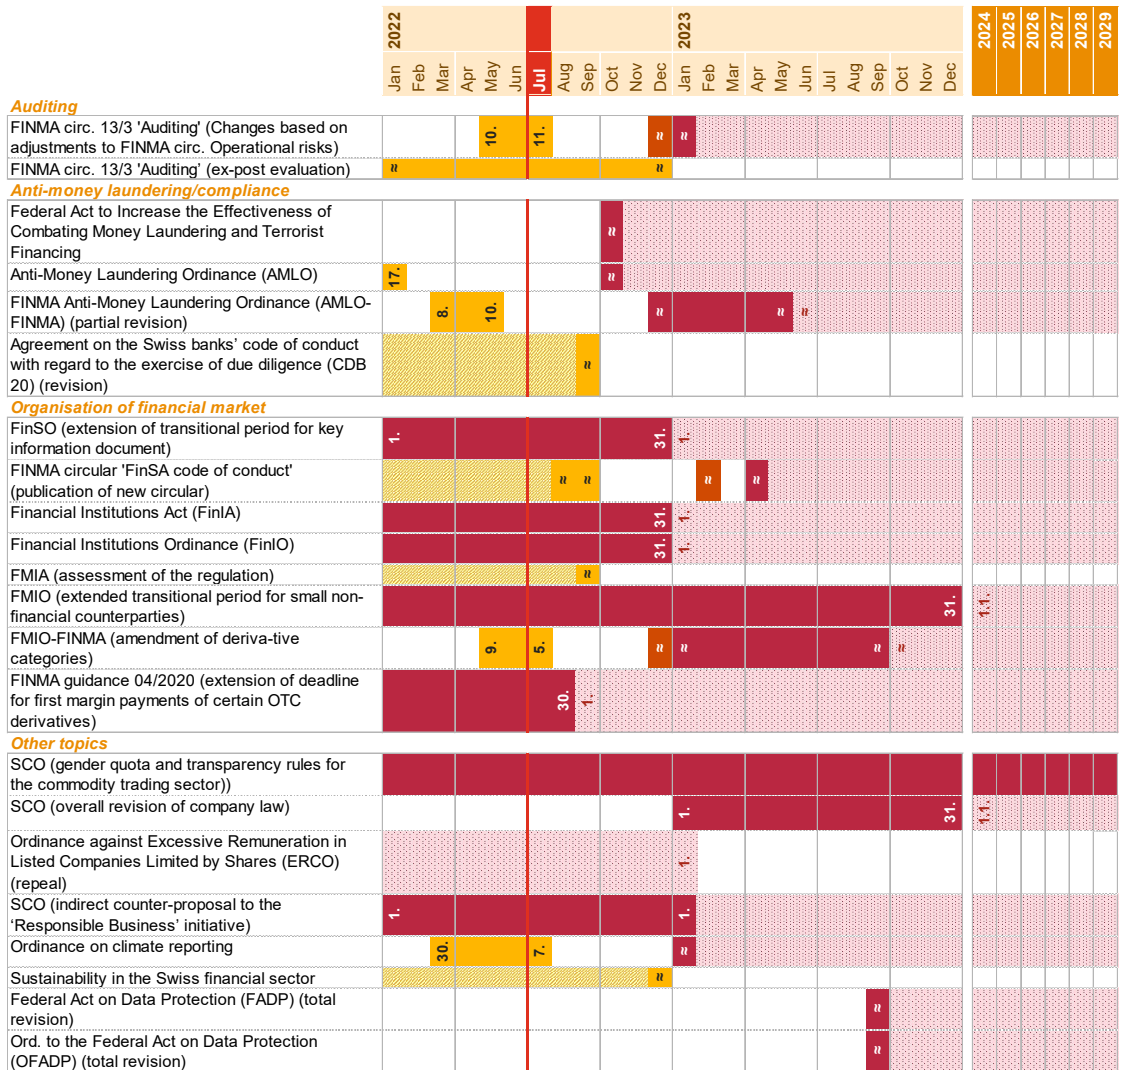 2022
2023
2024
2025
2026
2027
2028
2029
Jan
Feb
Mar
Apr
May
Jun
Jul
Aug
Sep
Oct
Nov
Dec
Jan
Feb
Mar
Apr
May
Jun
Jul
Aug
Sep
Oct
Nov
Dec
Auditing
FINMA circ. 13/3 'Auditing' (Changes based on
adjustments to FINMA circ. Operational risks)
10.
11.
≈
≈
FINMA circ. 13/3 'Auditing’ (ex-post evaluation)
≈
≈
Anti-money laundering/compliance
Federal Act to Increase the Effectiveness of
Combating Money Laundering and Terrorist
Financing
≈
Anti-Money Laundering Ordinance (AMLO)
17.
≈
FINMA Anti-Money Laundering Ordinance (AMLO-
FINMA) (partial revision)
8.
10.
≈
≈
≈
Agreement on the Swiss banks’ code of conduct
with regard to the exercise of due diligence (CDB
20) (revision)
≈
Organisation of financial market
FinSO (extension of transitional period for key
information document)
1.
31.
1.
FINMA circular 'FinSA code of conduct'
(publication of new circular)
≈
≈
≈
≈
Financial Institutions Act (FinIA)
31.
1.
Financial Institutions Ordinance (FinIO)
31.
1.
FMIA (assessment of the regulation)
≈
FMIO (extended transitional period for small non-
financial counterparties)
31.
1.1.
FMIO-FINMA (amendment of deriva-tive
categories)
9.
5.
≈
≈
≈
≈
FINMA guidance 04/2020 (extension of deadline
for first margin payments of certain OTC
derivatives)
30.
1.
Other topics
SCO (gender quota and transparency rules for
the commodity trading sector))
SCO (overall revision of company law)
1.
31.
1.1.
Ordinance against Excessive Remuneration in
Listed Companies Limited by Shares (ERCO)
(repeal)
1.
SCO (indirect counter-proposal to the
‘Responsible Business’ initiative)
1.
1.
Ordinance on climate reporting
30.
7.
≈
Sustainability in the Swiss financial sector
≈
Federal Act on Data Protection (FADP) (total
revision)
≈
Ord. to the Federal Act on Data Protection
(OFADP) (total revision)
≈